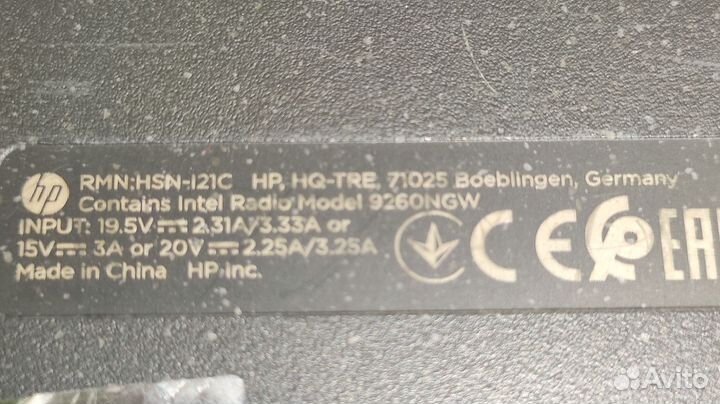 hp
RMN:HSN-I21C HP, HQ-TRE, 71025 Boeblingen, Germany
Contains Intel Radio Model 9260NGW
INPUT: 19.5V⎓2.31A/3.33A or
15V⎓3A or 20V⎓2.25A/3.25A
Made in China HP Inc.
CE EAC
Avito